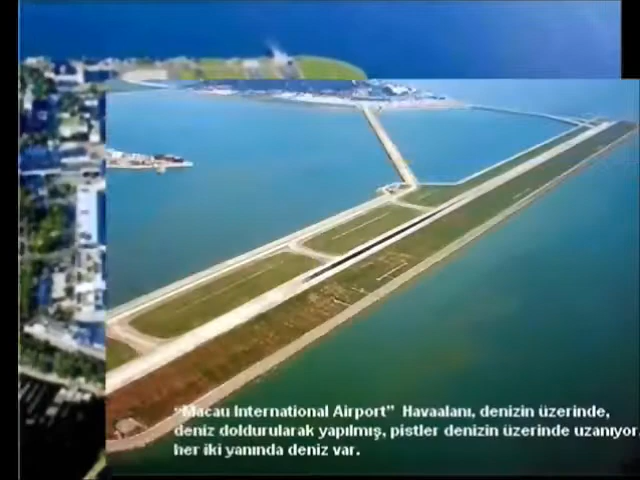 “Macau International Airport” Havaalanı, denizin üzerinde,
deniz doldurularak yapılmış, pistler denizin üzerinde uzanıyor,
her iki yanında deniz var.